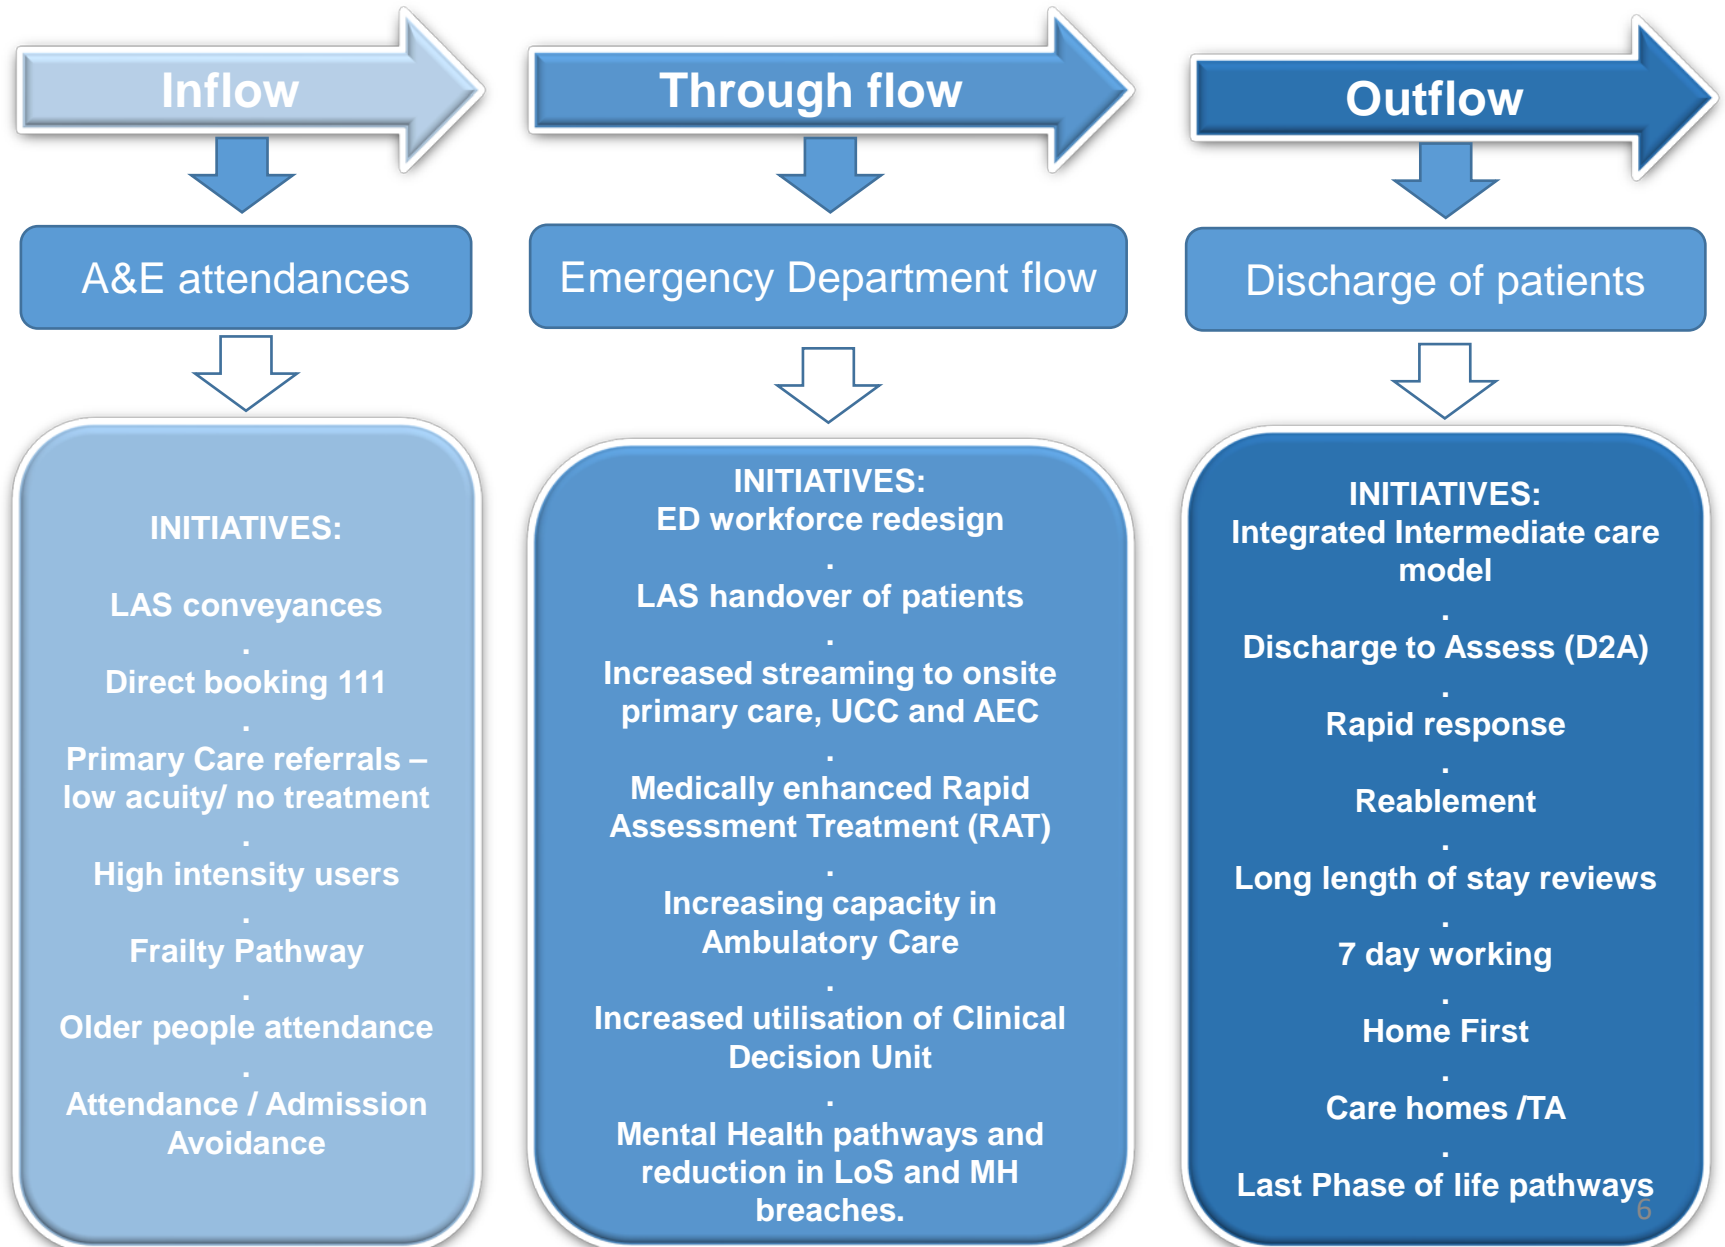 Inflow
A&E attendances
INITIATIVES:
LAS conveyances
.
Direct booking 111
.
Primary Care referrals –
low acuity/ no treatment
.
High intensity users
.
Frailty Pathway
.
Older people attendance
.
Attendance / Admission
Avoidance
Through flow
Emergency Department flow
INITIATIVES:
ED workforce redesign
.
LAS handover of patients
.
Increased streaming to onsite
primary care, UCC and AEC
.
Medically enhanced Rapid
Assessment Treatment (RAT)
.
Increasing capacity in
Ambulatory Care
.
Increased utilisation of Clinical
Decision Unit
.
Mental Health pathways and
reduction in LoS and MH
breaches.
Outflow
Discharge of patients
INITIATIVES:
Integrated Intermediate care
model
.
Discharge to Assess (D2A)
.
Rapid response
.
Reablement
.
Long length of stay reviews
.
7 day working
.
Home First
.
Care homes /TA
.
Last Phase of life pathways
6